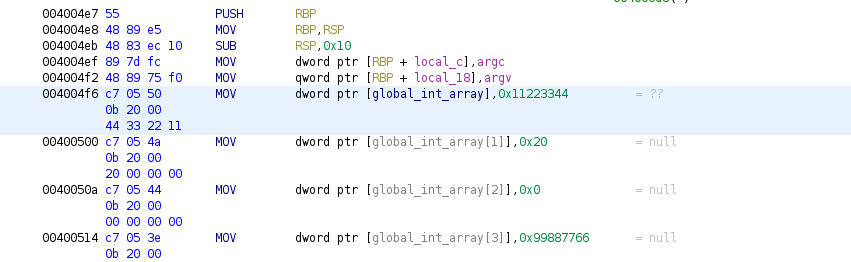 004004e7 55 PUSH RBP
004004e8 48 89 e5 MOV RBP,RSP
004004eb 48 83 ec 10 SUB RSP,0x10
004004ef 89 7d fc MOV dword ptr [RBP + local_c],argc
004004f2 48 89 75 f0 MOV qword ptr [RBP + local_18],argv
004004f6 c7 05 50 MOV dword ptr [global_int_array],0x11223344 = ??
0b 20 00
44 33 22 11
00400500 c7 05 4a MOV dword ptr [global_int_array[1]],0x20 = null
0b 20 00
20 00 00 00
0040050a c7 05 44 MOV dword ptr [global_int_array[2]],0x0 = null
0b 20 00
00 00 00 00
00400514 c7 05 3e MOV dword ptr [global_int_array[3]],0x99887766 = null
0b 20 00